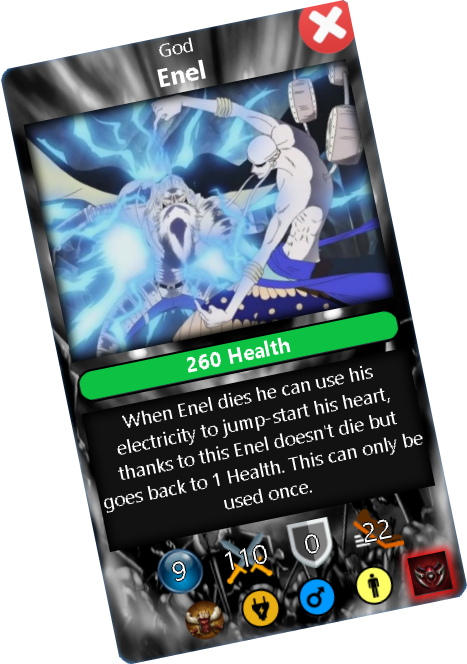 God
Enel
260 Health
When Enel dies he can use his
electricity to jump-start his heart,
thanks to this Enel doesn't die but
goes back to 1 Health. This can only be
used once.
9 110 0 22